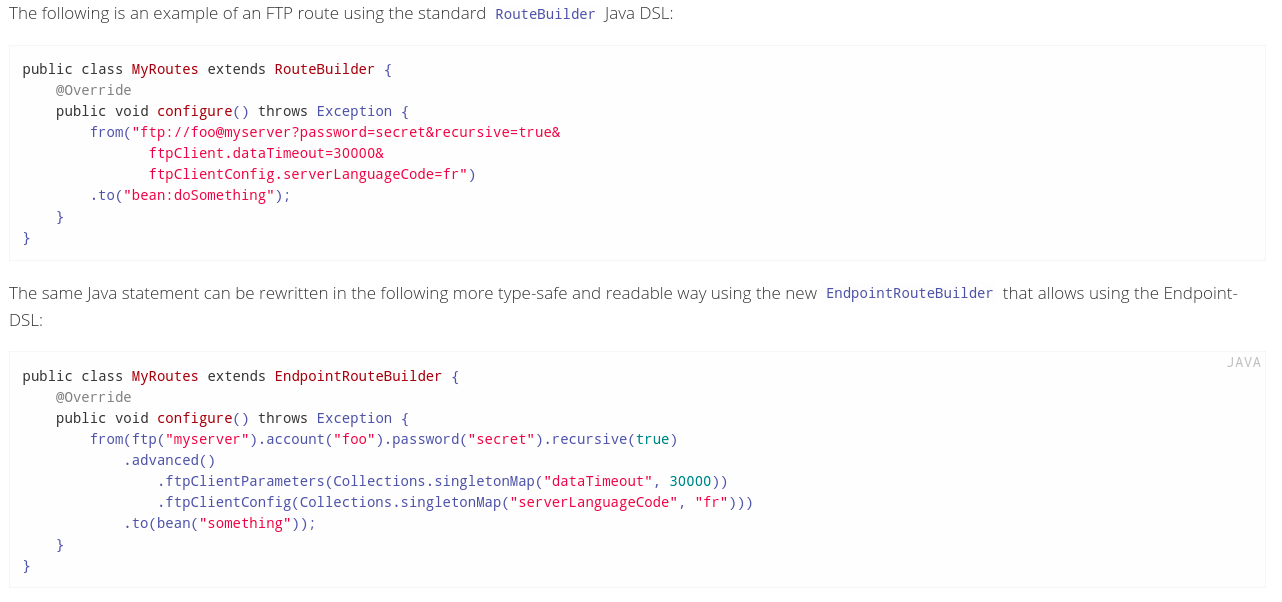 The following is an example of an FTP route using the standard RouteBuilder Java DSL:
public class MyRoutes extends RouteBuilder {
    @Override
    public void configure() throws Exception {
        from("ftp://foo@myserver?password=secret&recursive=true&
               ftpClient.dataTimeout=30000&
               ftpClientConfig.serverLanguageCode=fr")
        .to("bean:doSomething");
    }
}
The same Java statement can be rewritten in the following more type-safe and readable way using the new EndpointRouteBuilder that allows using the Endpoint-
DSL:
JAVA
public class MyRoutes extends EndpointRouteBuilder {
    @Override
    public void configure() throws Exception {
        from(ftp("myserver").account("foo").password("secret").recursive(true)
            .advanced()
                .ftpClientParameters(Collections.singletonMap("dataTimeout", 30000))
                .ftpClientConfig(Collections.singletonMap("serverLanguageCode", "fr")))
            .to(bean("something"));
    }
}